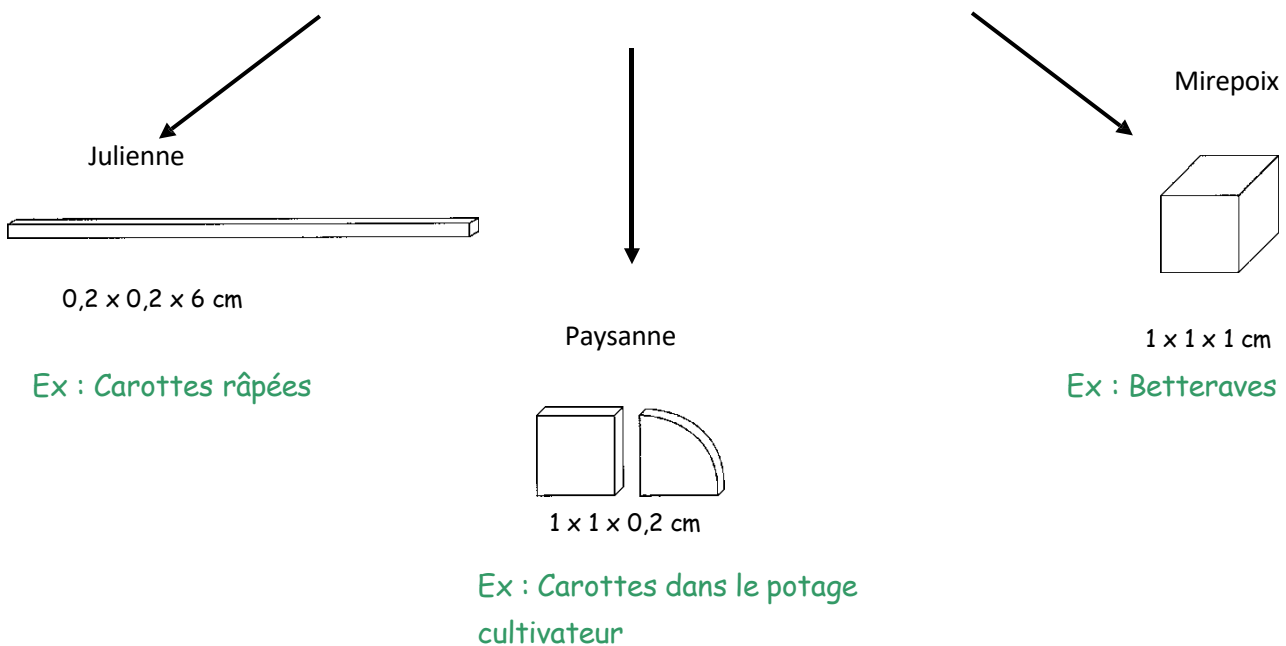 Mirepoix
Julienne
0,2 x 0,2 x 6 cm
Paysanne
1 x 1 x 1 cm
Ex : Carottes râpées
Ex : Betteraves
1 x 1 x 0,2 cm
Ex : Carottes dans le potage
cultivateur